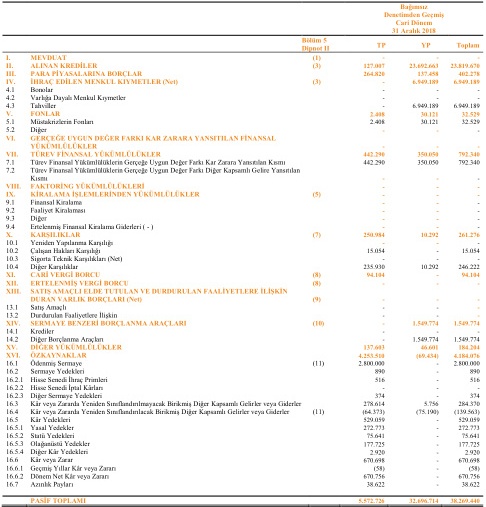 Bağımsız
Denetimden Geçmiş
Cari Dönem
31 Aralık 2018
Bölüm 5
Dipnot II TP YP Toplam
I. MEVDUAT (1) - - -
II. ALINAN KREDİLER (3) 127.007 23.692.663 23.819.670
III. PARA PİYASALARINA BORÇLAR 264.820 137.458 402.278
IV. İHRAÇ EDİLEN MENKUL KIYMETLER (Net) (3) - 6.949.189 6.949.189
4.1 Bonolar - - -
4.2 Varlığa Dayalı Menkul Kıymetler - - -
4.3 Tahviller - 6.949.189 6.949.189
V. FONLAR 2.408 30.121 32.529
5.1 Müstakrizlerin Fonları 2.408 30.121 32.529
5.2 Diğer - - -
VI. GERÇEĞE UYGUN DEĞER FARKI KAR ZARARA YANSITILAN FİNANSAL
YÜKÜMLÜLÜKLER - - -
VII. TÜREV FİNANSAL YÜKÜMLÜLÜKLER 442.290 350.050 792.340
7.1 Türev Finansal Yükümlülüklerin Gerçeğe Uygun Değer Farkı Kar Zarara Yansıtılan Kısmı 442.290 350.050 792.340
7.2 Türev Finansal Yükümlülüklerin Gerçeğe Uygun Değer Farkı Diğer Kapsamlı Gelire Yansıtılan
Kısmı - - -
VIII. FAKTORİNG YÜKÜMLÜLÜKLERİ - - -
IX. KİRALAMA İŞLEMLERİNDEN YÜKÜMLÜLÜKLER (5) - - -
9.1 Finansal Kiralama - - -
9.2 Faaliyet Kiralaması - - -
9.3 Diğer - - -
9.4 Ertelenmiş Finansal Kiralama Giderleri ( - ) - - -
X. KARŞILIKLAR (7) 250.984 10.292 261.276
10.1 Yeniden Yapılanma Karşılığı - - -
10.2 Çalışan Hakları Karşılığı 15.054 - 15.054
10.3 Sigorta Teknik Karşılıkları (Net) - - -
10.4 Diğer Karşılıklar 235.930 10.292 246.222
XI. CARİ VERGİ BORCU (8) 94.104 - 94.104
XII. ERTELENMİŞ VERGİ BORCU (8) - - -
XIII. SATIŞ AMAÇLI ELDE TUTULAN VE DURDURULAN FAALİYETLERE İLİŞKİN
DURAN VARLIK BORÇLARI (Net) (9) - - -
13.1 Satış Amaçlı - - -
13.2 Durdurulan Faaliyetlere İlişkin - - -
XIV. SERMAYE BENZERİ BORÇLANMA ARAÇLARI (10) - 1.549.774 1.549.774
14.1 Krediler - - -
14.2 Diğer Borçlanma Araçları - 1.549.774 1.549.774
XV. DİĞER YÜKÜMLÜLÜKLER 137.603 46.601 184.204
XVI. ÖZKAYNAKLAR 4.253.510 (69.434) 4.184.076
16.1 Ödenmiş Sermaye (11) 2.800.000 - 2.800.000
16.2 Sermaye Yedekleri 890 - 890
16.2.1 Hisse Senedi İhraç Primleri 516 - 516
16.2.2 Hisse Senedi İptal Kârları - - -
16.2.3 Diğer Sermaye Yedekleri 374 - 374
16.3 Kâr veya Zararda Yeniden Sınıflandırılmayacak Birikmiş Diğer Kapsamlı Gelirler veya Giderler 278.614 5.756 284.370
16.4 Kâr veya Zararda Yeniden Sınıflandırılacak Birikmiş Diğer Kapsamlı Gelirler veya Giderler (11) (64.373) (75.190) (139.563)
16.5 Kâr Yedekleri 529.059 - 529.059
16.5.1 Yasal Yedekler 272.773 - 272.773
16.5.2 Statü Yedekleri 75.641 - 75.641
16.5.3 Olağanüstü Yedekler 177.725 - 177.725
16.5.4 Diğer Kâr Yedekleri 2.920 - 2.920
16.6 Kâr veya Zarar 670.698 - 670.698
16.6.1 Geçmiş Yıllar Kâr veya Zararı (58) - (58)
16.6.2 Dönem Net Kâr veya Zararı 670.756 - 670.756
16.7 Azınlık Payları 38.622 - 38.622
PASİF TOPLAMI 5.572.726 32.696.714 38.269.440